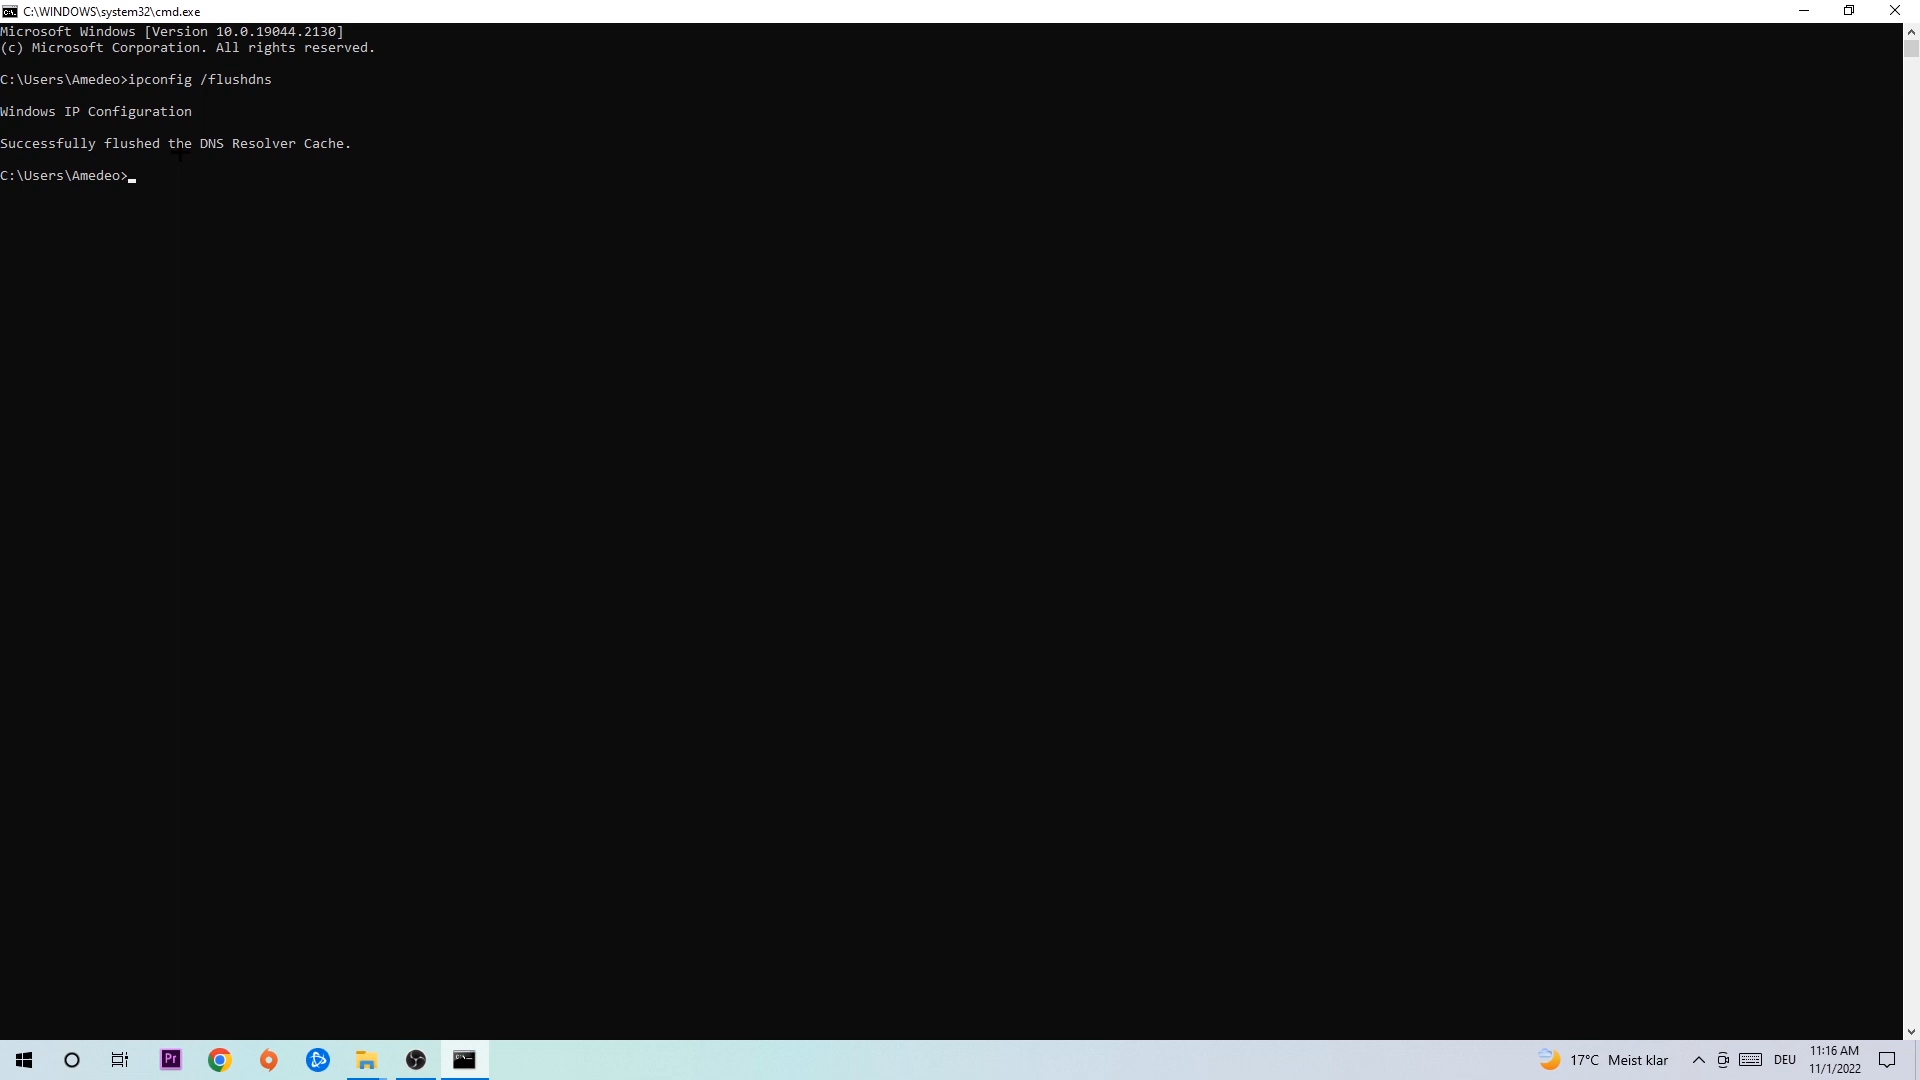 C:\WINDOWS\system32\cmd.exe
Microsoft Windows [Version 10.0.19044.2130]
(c) Microsoft Corporation. All rights reserved.
C:\Users\Amedeo>ipconfig /flushdns
Windows IP Configuration
Successfully flushed the DNS Resolver Cache.
C:\Users\Amedeo>
Pr
17°C Meist klar
DEU
11:16 AM
11/1/2022